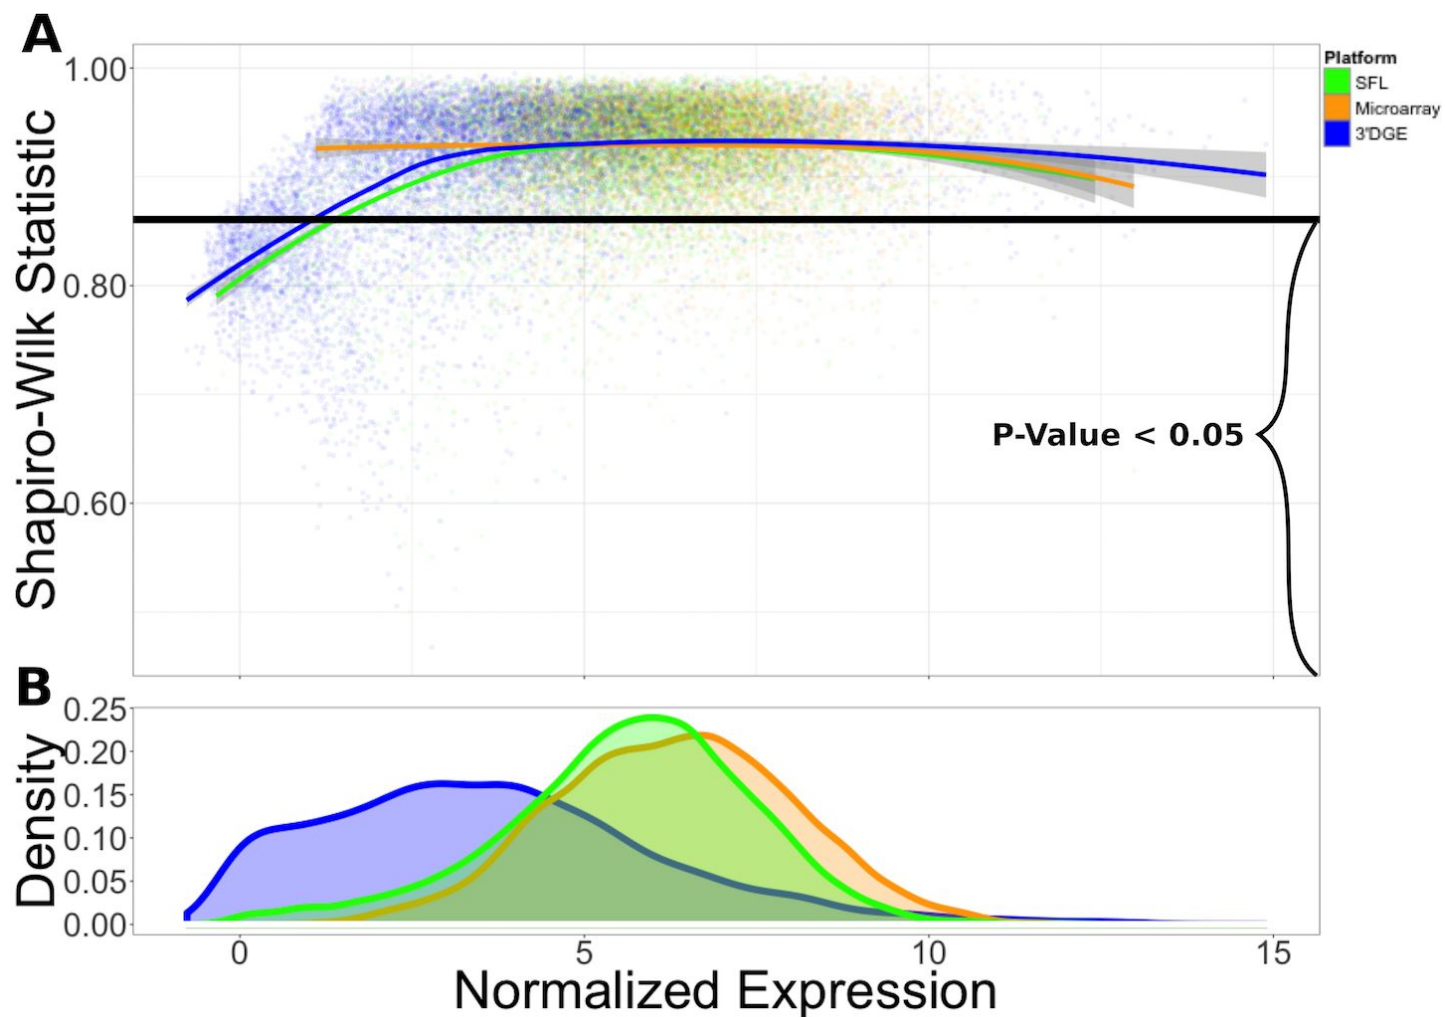 A
Platform
SFL
Microarray
3'DGE
1.00
0.80
0.60
Shapiro-Wilk Statistic
P-Value < 0.05
B
0.25
0.20
0.15
0.10
0.05
0.00
Density
0
5
10
15
Normalized Expression